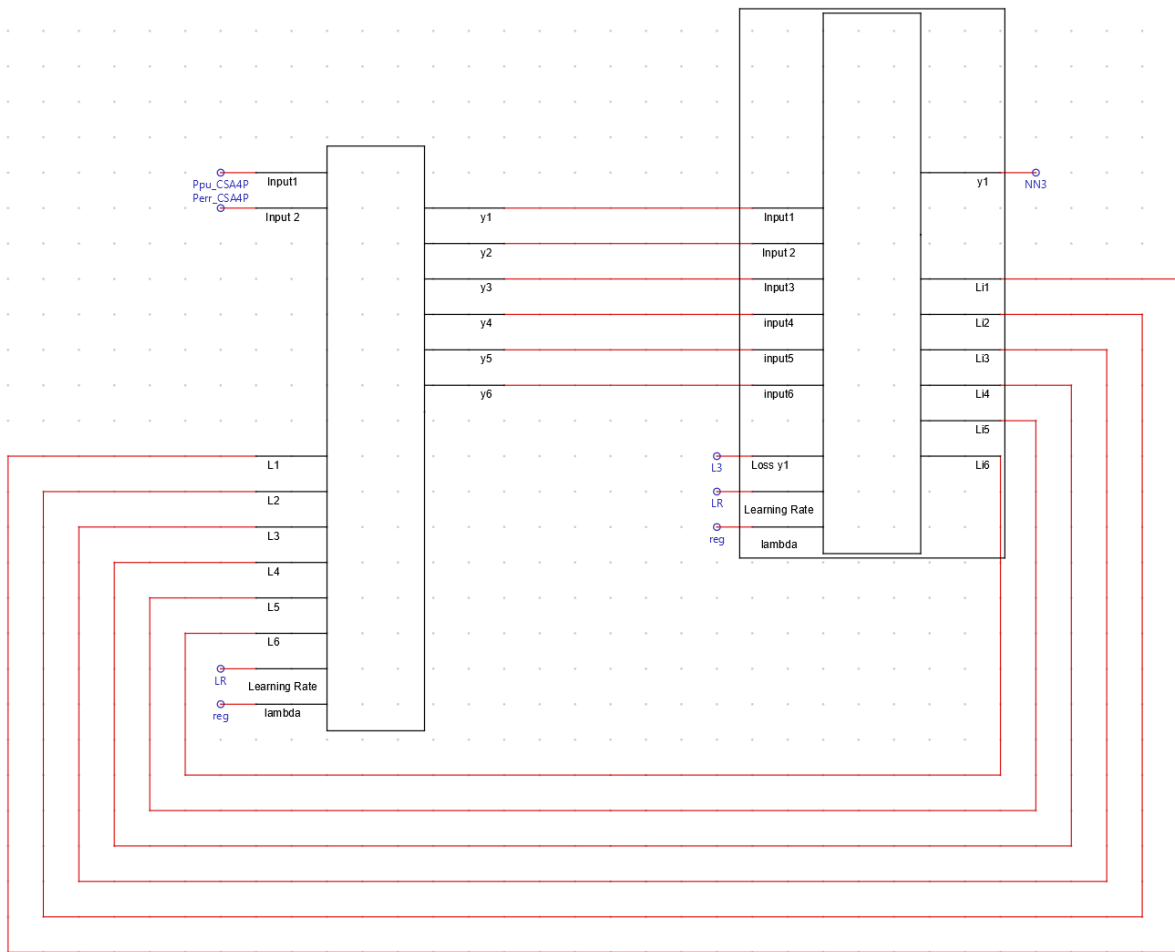 Ppu_CSA4P
Input1
Perr_CSA4P
Input 2
y1
y2
y3
y4
y5
y6
L1
L2
L3
L4
L5
L6
LR
Learning Rate
reg
lambda
Input1
Input 2
Input3
input4
input5
input6
L3
Loss y1
LR
Learning Rate
reg
lambda
y1
NN3
Li1
Li2
Li3
Li4
Li5
Li6